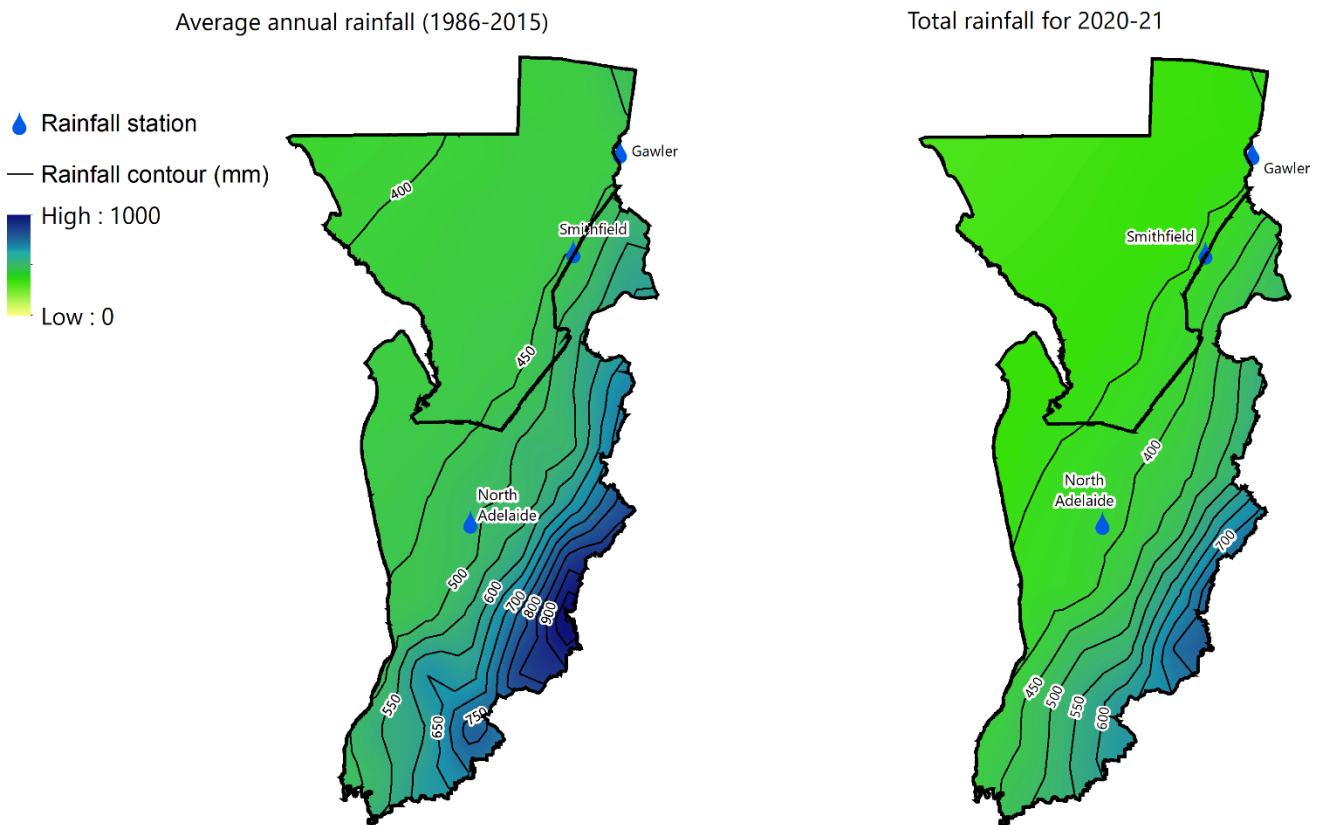 Average annual rainfall (1986-2015)
Total rainfall for 2020-21
Rainfall station
Rainfall contour (mm)
High : 1000
Low : 0
Gawler
400
Smithfield
450
North
Adelaide
500
600
700
800
900
550
650
750
Gawler
Smithfield
400
North
Adelaide
700
450
500
550
600